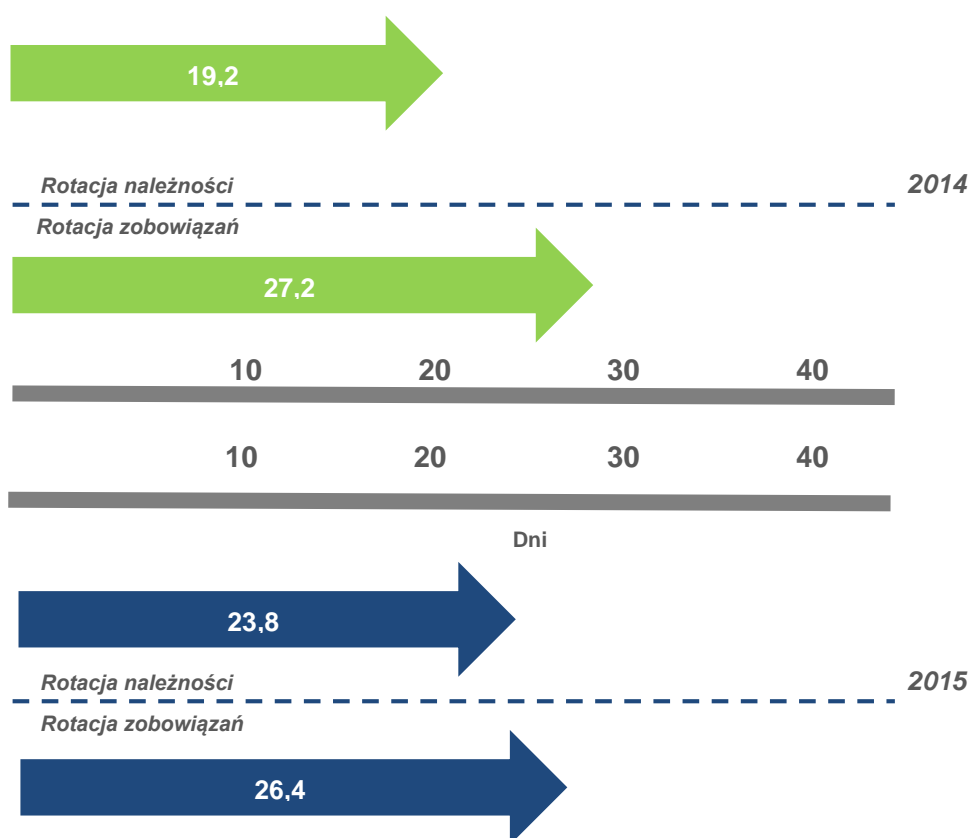 19,2
Rotacja należności
2014
Rotacja zobowiązań
27,2
10 20 30 40
10 20 30 40
Dni
23,8
Rotacja należności
2015
Rotacja zobowiązań
26,4